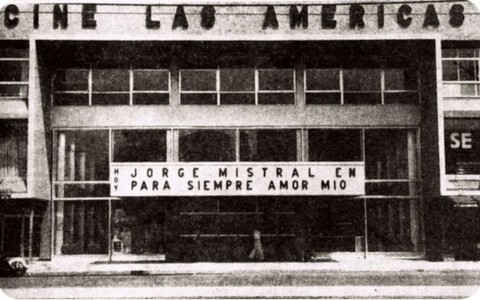 CINE LAS AMERICAS
HOY
JORGE MISTRAL EN
PARA SIEMPRE AMOR MIO
SE